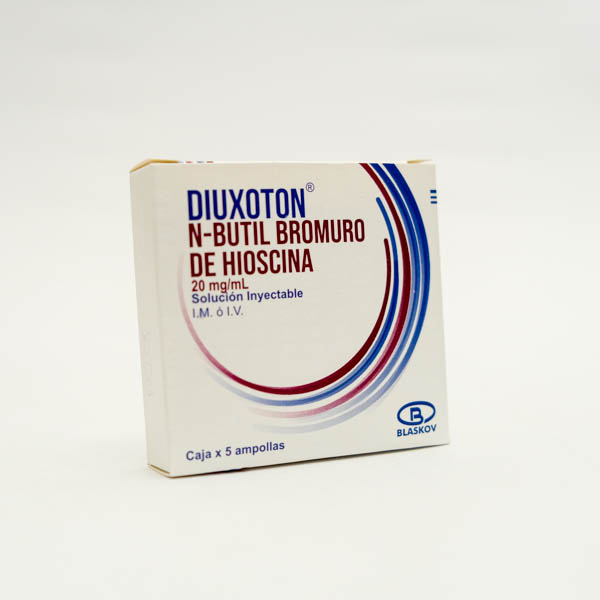 DIUXOTON®
N-BUTIL BROMURO
DE HIOSCINA
20 mg/mL
Solución Inyectable
I.M. ó I.V.
Caja x 5 ampollas
B
BLASKOV